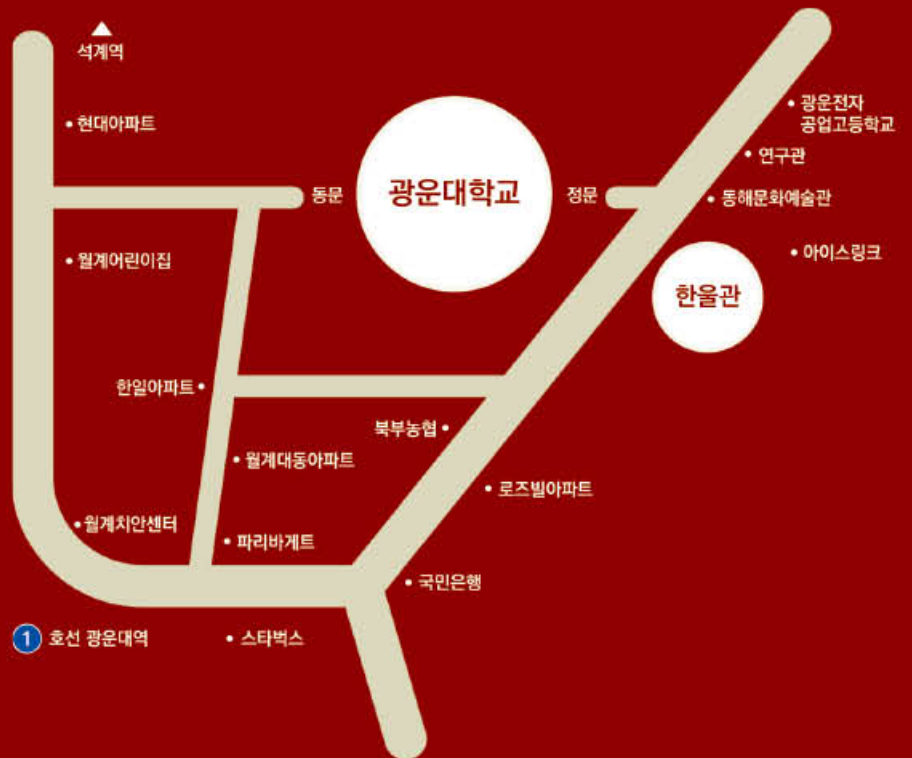 석계역
현대아파트
광운전자
공업고등학교
연구관
동문
광운대학교
정문
동해문화예술관
월계어린이집
아이스링크
한울관
한일아파트
북부농협
월계대동아파트
로즈빌아파트
월계치안센터
파리바게트
국민은행
1 호선 광운대역
스타벅스